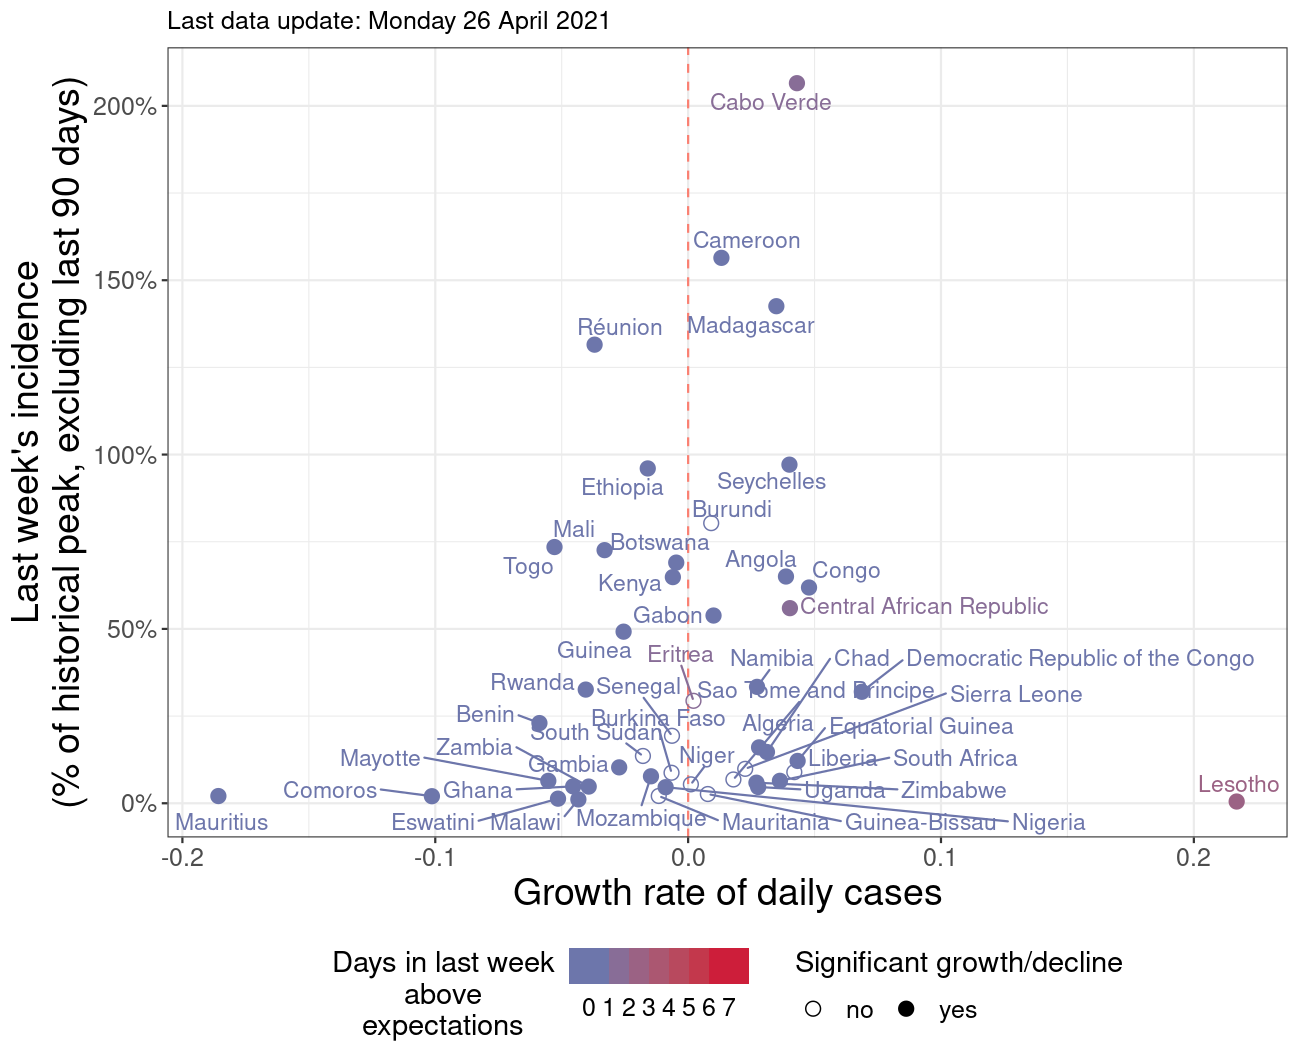 Last data update: Monday 26 April 2021
Last week's incidence
(% of historical peak, excluding last 90 days)
200%
150%
100%
50%
0%
Cabo Verde
Cameroon
Réunion
Madagascar
Ethiopia
Seychelles
Burundi
Mali
Botswana
Togo
Angola
Congo
Kenya
Central African Republic
Gabon
Guinea
Eritrea
Namibia
Chad
Democratic Republic of the Congo
Rwanda
Senegal
Sao Tome and Principe
Sierra Leone
Benin
Burkina Faso
Algeria
Equatorial Guinea
South Sudan
Zambia
Mayotte
Niger
Gambia
Liberia
South Africa
Comoros
Ghana
Uganda
Zimbabwe
Lesotho
Mauritius
Eswatini
Malawi
Mozambique
Mauritania
Guinea-Bissau
Nigeria
-0.2
-0.1
0.0
0.1
0.2
Growth rate of daily cases
Days in last week
above
expectations
0 1 2 3 4 5 6 7
Significant growth/decline
no
yes